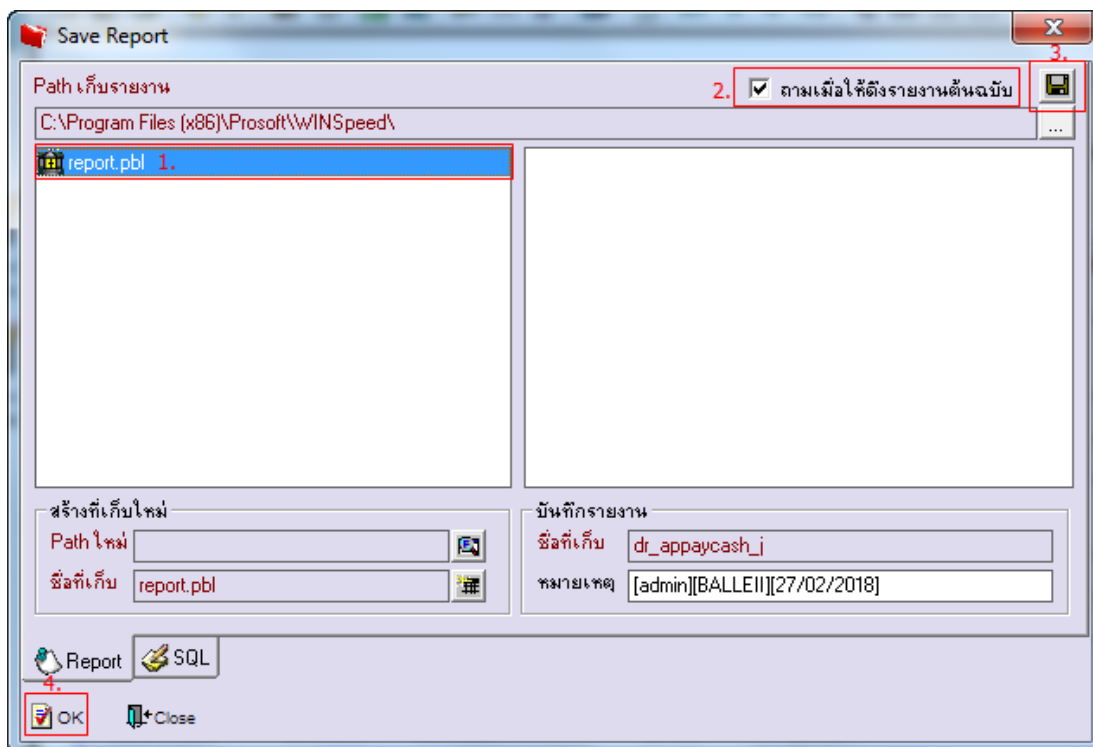 Save Report
3.
Path เก็บรายงาน
2. ถามเมื่อให้ดึงรายงานต้นฉบับ
C:\Program Files (x86)\Prosoft\WINSpeed\
...
report.pbl 1.
สร้างที่เก็บใหม่
Path ใหม่
ชื่อที่เก็บ report.pbl
บันทึกรายงาน
ชื่อที่เก็บ dr_appaycash_j
หมายเหตุ [admin][BALLEII][27/02/2018]
Report SQL
4.
OK Close